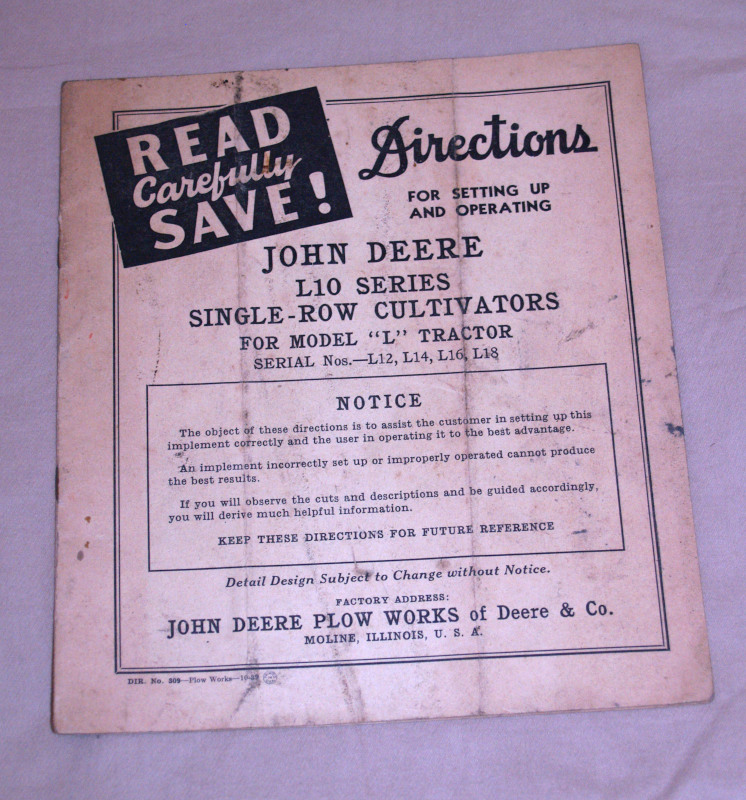 READ
Carefully
SAVE!
Directions
FOR SETTING UP
AND OPERATING
JOHN DEERE
L10 SERIES
SINGLE-ROW CULTIVATORS
FOR MODEL "L" TRACTOR
SERIAL Nos.—L12, L14, L16, L18
NOTICE
The object of these directions is to assist the customer in setting up this
implement correctly and the user in operating it to the best advantage.
An implement incorrectly set up or improperly operated cannot produce
the best results.
If you will observe the cuts and descriptions and be guided accordingly,
you will derive much helpful information.
KEEP THESE DIRECTIONS FOR FUTURE REFERENCE
Detail Design Subject to Change without Notice.
FACTORY ADDRESS:
JOHN DEERE PLOW WORKS of Deere & Co.
MOLINE, ILLINOIS, U. S. A.
DIR. No. 209—Plow Works—